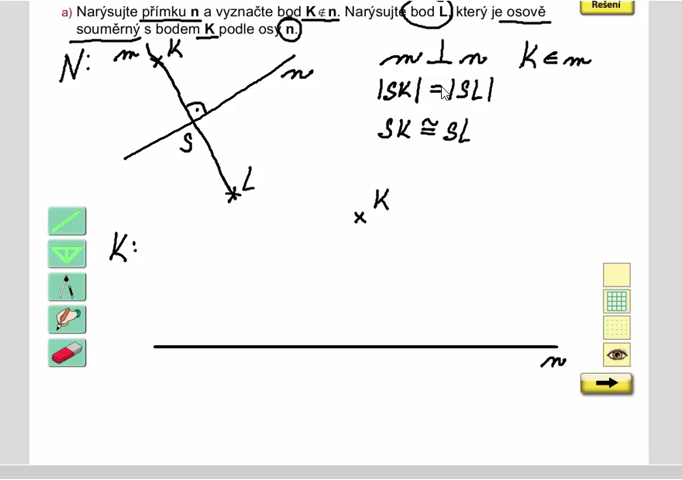 Řešení
a) Narýsujte přímku n a vyznačte bod K ∉ n. Narýsujte bod L, který je osově
souměrný s bodem K podle osy n.
N: m K n m ⊥ n K ∈ m
|SK| = |SL|
S SK ≅ SL
L
K
K:
n